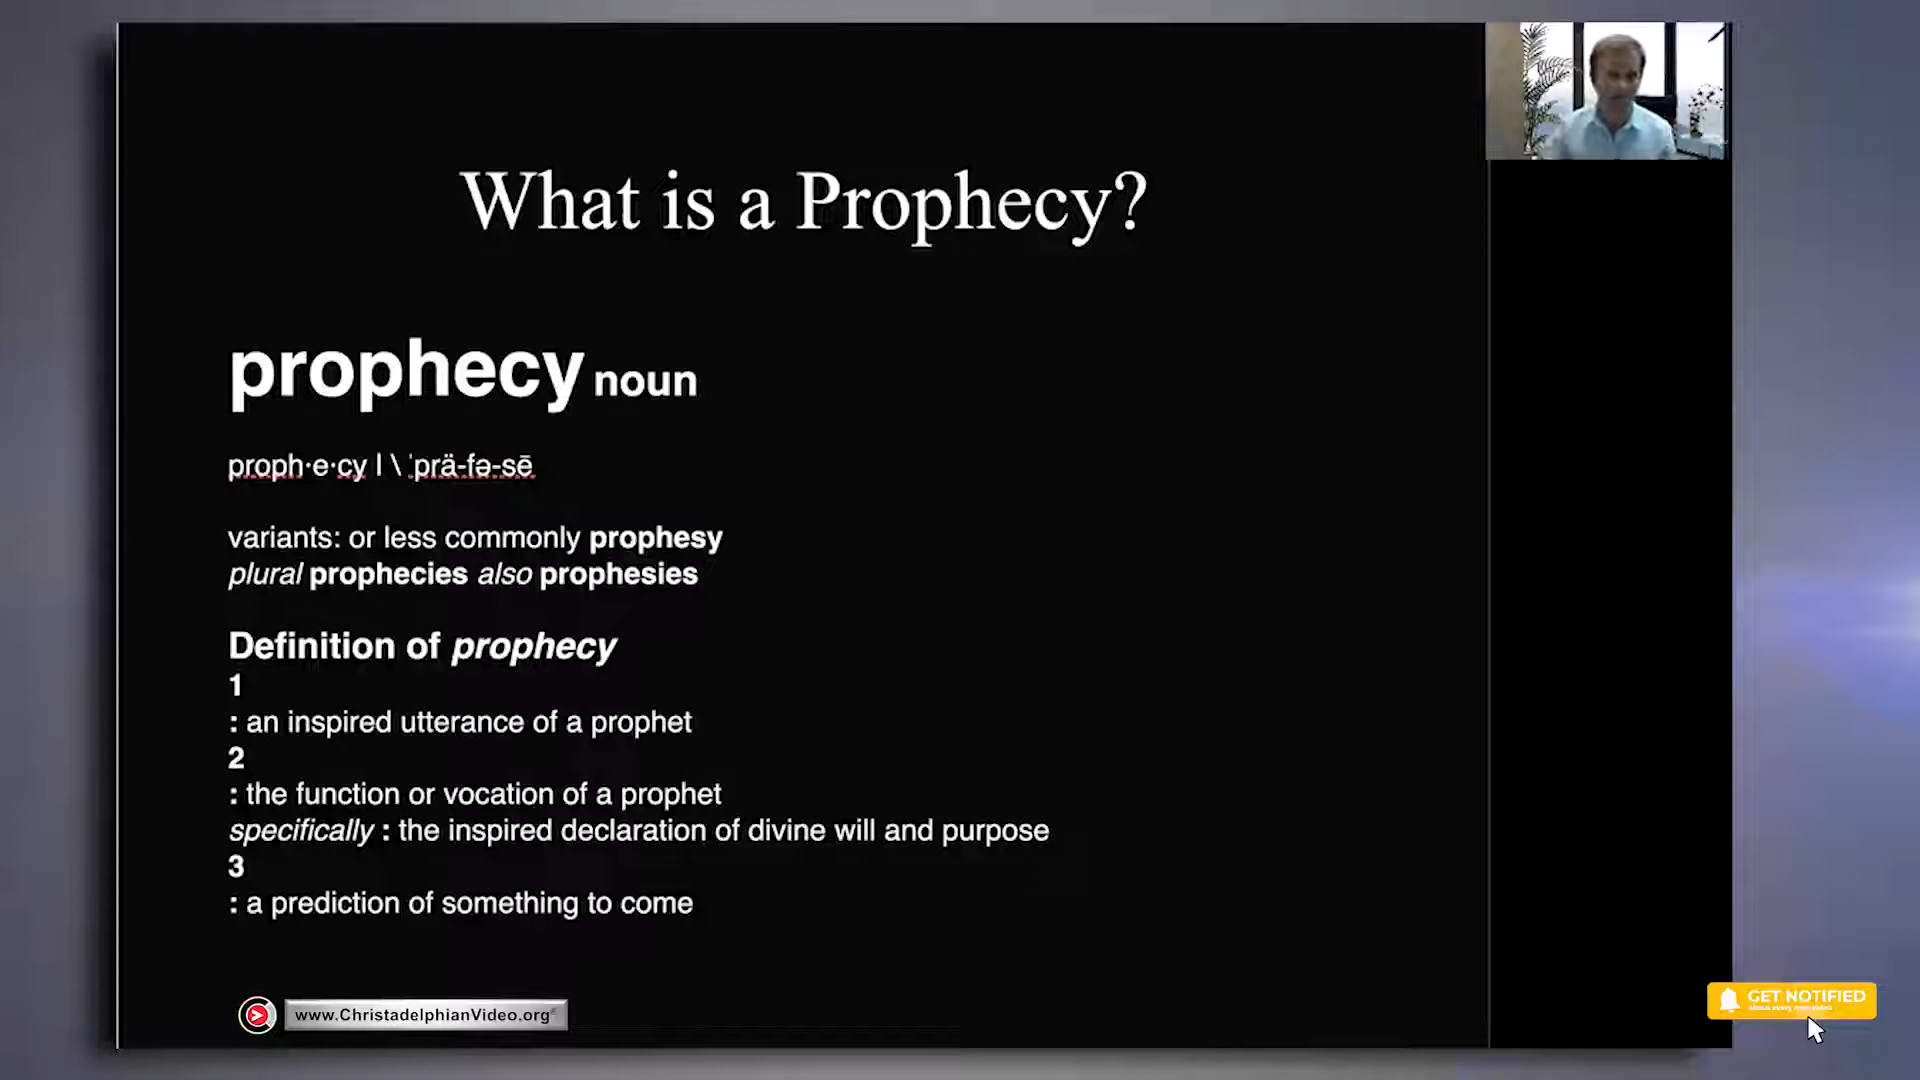 What is a Prophecy?
prophecy noun
proph·e·cy | \ ˈprä-fə-sē
variants: or less commonly prophesy
plural prophecies also prophesies
Definition of prophecy
1
: an inspired utterance of a prophet
2
: the function or vocation of a prophet
specifically : the inspired declaration of divine will and purpose
3
: a prediction of something to come
www.ChristadelphianVideo.org
GET NOTIFIED